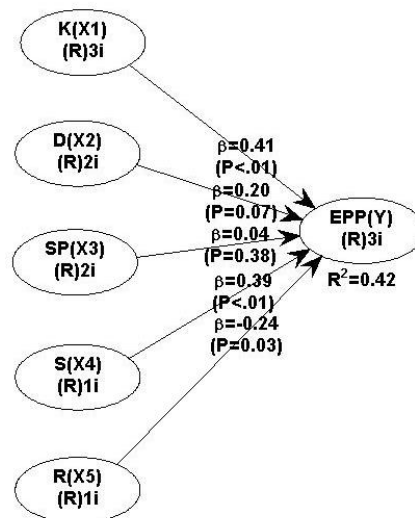 K(X1)
(R)3i
D(X2)
(R)2i
SP(X3)
(R)2i
S(X4)
(R)1i
R(X5)
(R)1i
β=0.41
(P<.01)
β=0.20
(P=0.07)
β=0.04
(P=0.38)
β=0.39
(P<.01)
β=-0.24
(P=0.03)
EPP(Y)
(R)3i
R²=0.42